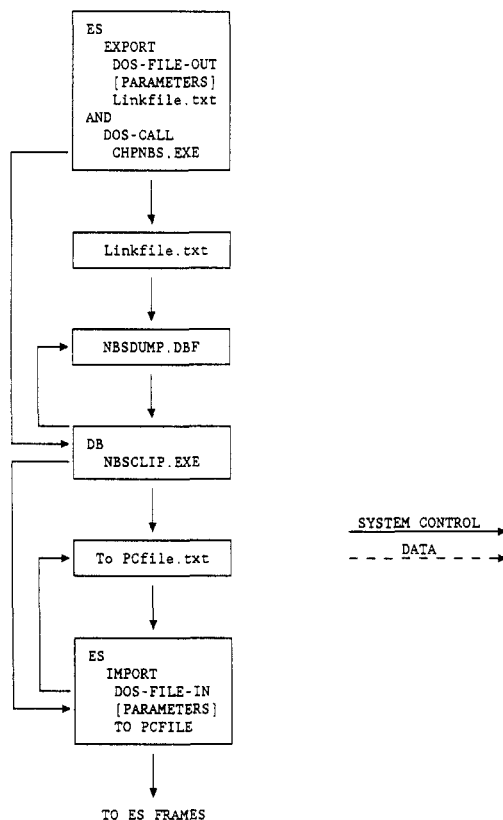 ES
EXPORT
DOS-FILE-OUT
[PARAMETERS]
Linkfile.txt
AND
DOS-CALL
CHPNBS.EXE
Linkfile.txt
NBSDUMP.DBF
DB
NBSCLIP.EXE
SYSTEM CONTROL
DATA
To PCfile.txt
ES
IMPORT
DOS-FILE-IN
[PARAMETERS]
TO PCFILE
TO ES FRAMES